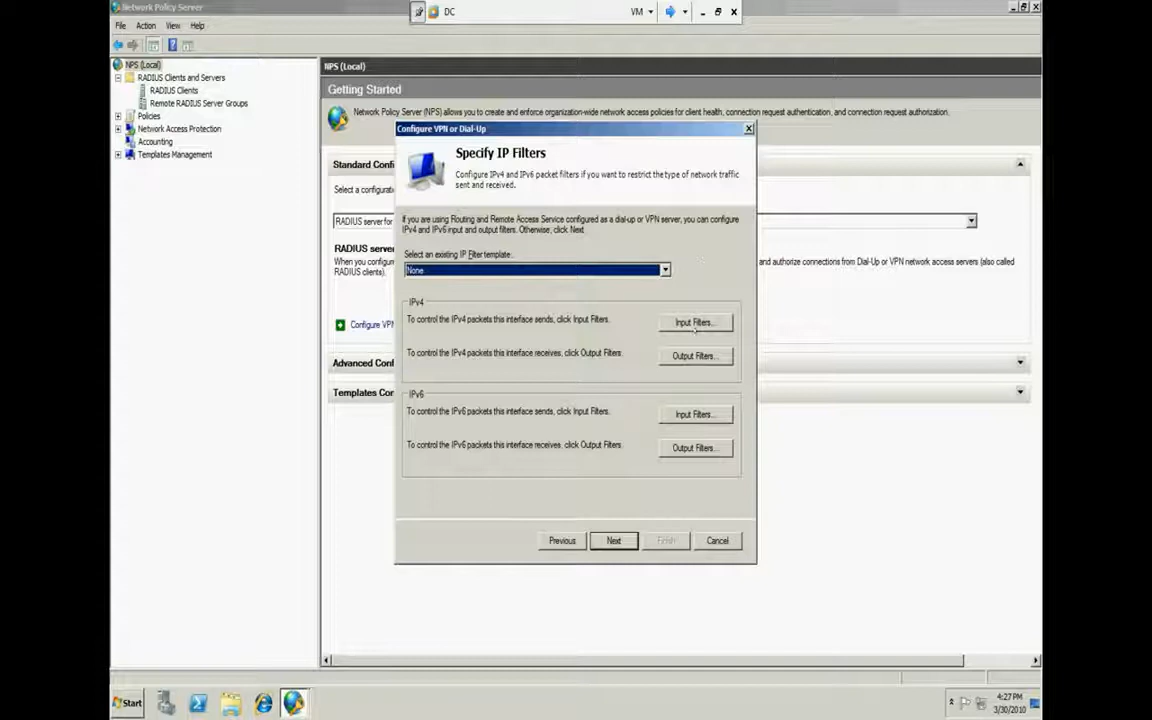 Network Policy Server
DC
VM
File Action View Help
NPS (Local)
RADIUS Clients and Servers
RADIUS Clients
Remote RADIUS Server Groups
Policies
Network Access Protection
Accounting
Templates Management
NPS (Local)
Getting Started
Network Policy Server (NPS) allows you to create and enforce organization-wide network access policies for client health, connection request authentication, and connection request authorization.
Standard Confi
Select a configurat
RADIUS server for
RADIUS serve
When you configur
RADIUS clients).
and authorize connections from Dial-Up or VPN network access servers (also called
Configure VPN
Advanced Conf
Templates Cor
Configure VPN or Dial-Up
Specify IP Filters
Configure IPv4 and IPv6 packet filters if you want to restrict the type of network traffic
sent and received.
If you are using Routing and Remote Access Service configured as a dial-up or VPN server, you can configure
IPv4 and IPv6 input and output filters. Otherwise, click Next
Select an existing IP Filter template:
None
IPv4
To control the IPv4 packets this interface sends, click Input Filters.
Input Filters...
To control the IPv4 packets this interface receives, click Output Filters.
Output Filters...
IPv6
To control the IPv6 packets this interface sends, click Input Filters.
Input Filters...
To control the IPv6 packets this interface receives, click Output Filters.
Output Filters...
Previous Next Finish Cancel
Start
4:27 PM
3/30/2010